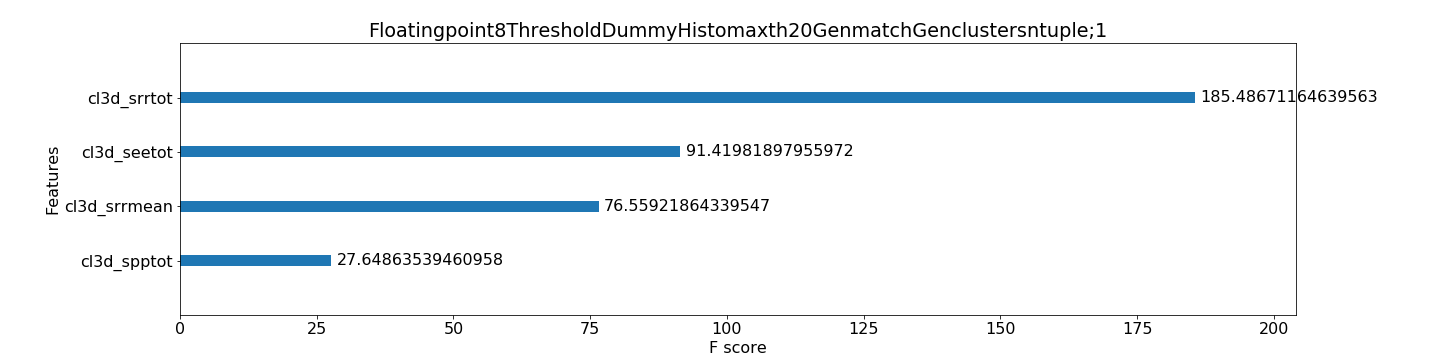 Floatingpoint8ThresholdDummyHistomaxth20GenmatchGenclustersntuple;1
Features
cl3d_srrtot
185.48671164639563
cl3d_seetot
91.41981897955972
cl3d_srrmean
76.55921864339547
cl3d_spptot
27.64863539460958
0 25 50 75 100 125 150 175 200
F score